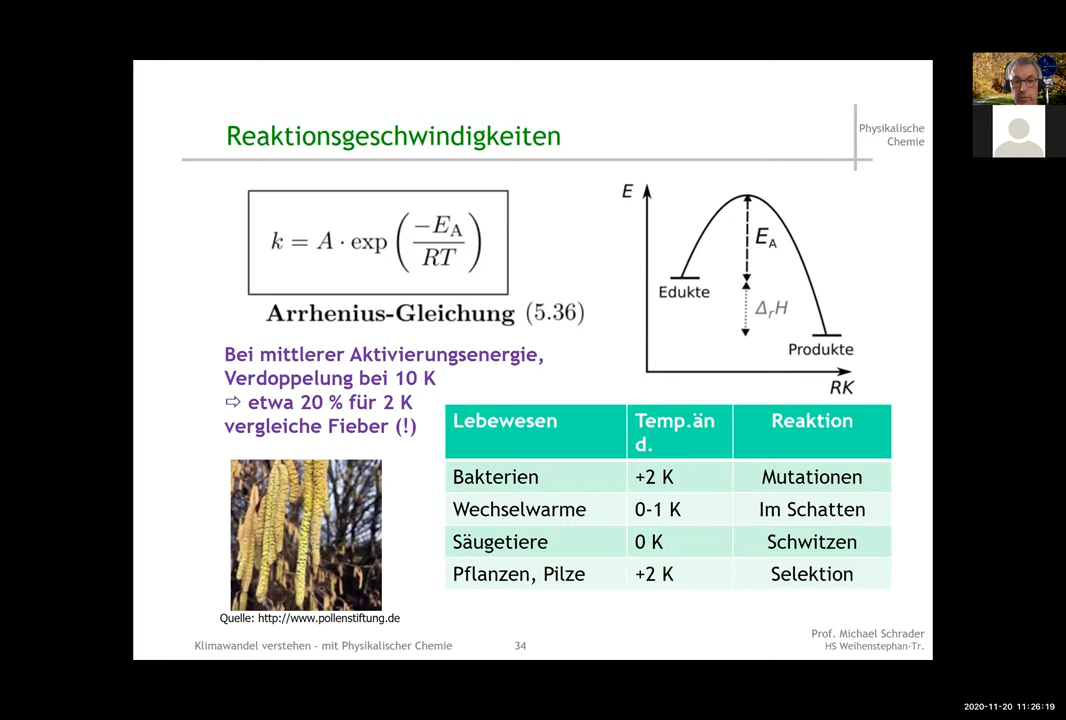 Reaktionsgeschwindigkeiten
Physikalische
Chemie
k = A · exp ( −E_A / RT )
Arrhenius-Gleichung (5.36)
E
E_A
Edukte
Δ_rH
Produkte
RK
Bei mittlerer Aktivierungsenergie,
Verdoppelung bei 10 K
⇨ etwa 20 % für 2 K
vergleiche Fieber (!)
Lebewesen Temp.än Reaktion
d.
Bakterien +2 K Mutationen
Wechselwarme 0-1 K Im Schatten
Säugetiere 0 K Schwitzen
Pflanzen, Pilze +2 K Selektion
Quelle: http://www.pollenstiftung.de
Klimawandel verstehen - mit Physikalischer Chemie 34
Prof. Michael Schrader
HS Weihenstephan-Tr.
2020-11-20 11:26:19